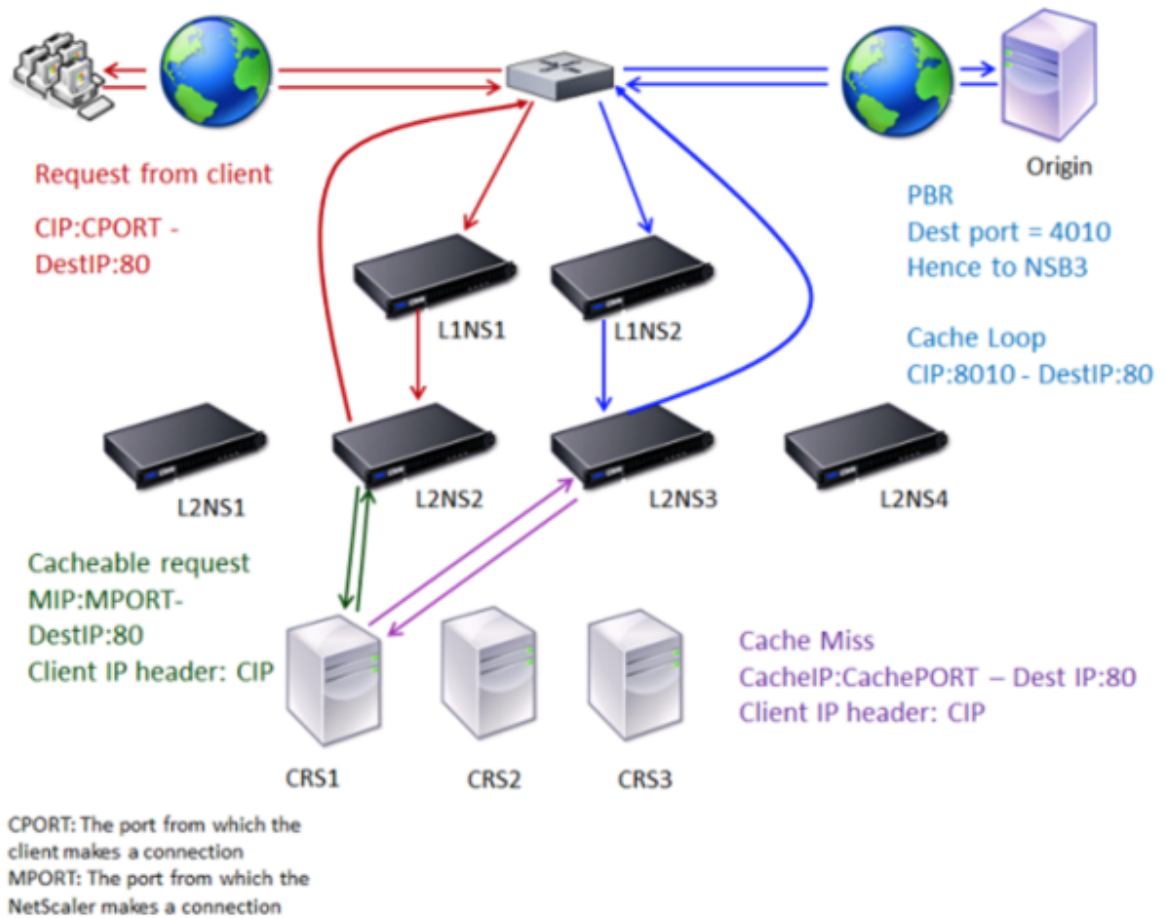 Request from client
CIP:CPORT -
DestIP:80
Origin
PBR
Dest port = 4010
Hence to NSB3
Cache Loop
CIP:8010 - DestIP:80
L1NS1
L1NS2
L2NS1
L2NS2
L2NS3
L2NS4
Cacheable request
MIP:MPORT-
DestIP:80
Client IP header: CIP
Cache Miss
CacheIP:CachePORT – Dest IP:80
Client IP header: CIP
CRS1
CRS2
CRS3
CPORT: The port from which the
client makes a connection
MPORT: The port from which the
NetScaler makes a connection